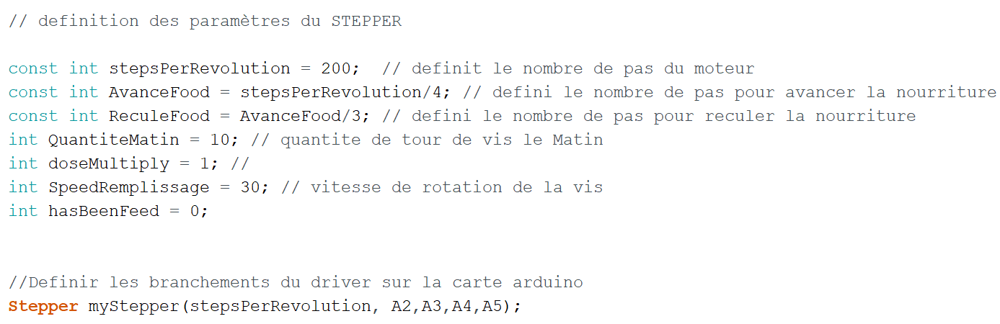 // definition des paramètres du STEPPER
const int stepsPerRevolution = 200;  // definit le nombre de pas du moteur
const int AvanceFood = stepsPerRevolution/4; // defini le nombre de pas pour avancer la nourriture
const int ReculeFood = AvanceFood/3; // defini le nombre de pas pour reculer la nourriture
int QuantiteMatin = 10; // quantite de tour de vis le Matin
int doseMultiply = 1; //
int SpeedRemplissage = 30; // vitesse de rotation de la vis
int hasBeenFeed = 0;
//Definir les branchements du driver sur la carte arduino
Stepper myStepper(stepsPerRevolution, A2,A3,A4,A5);